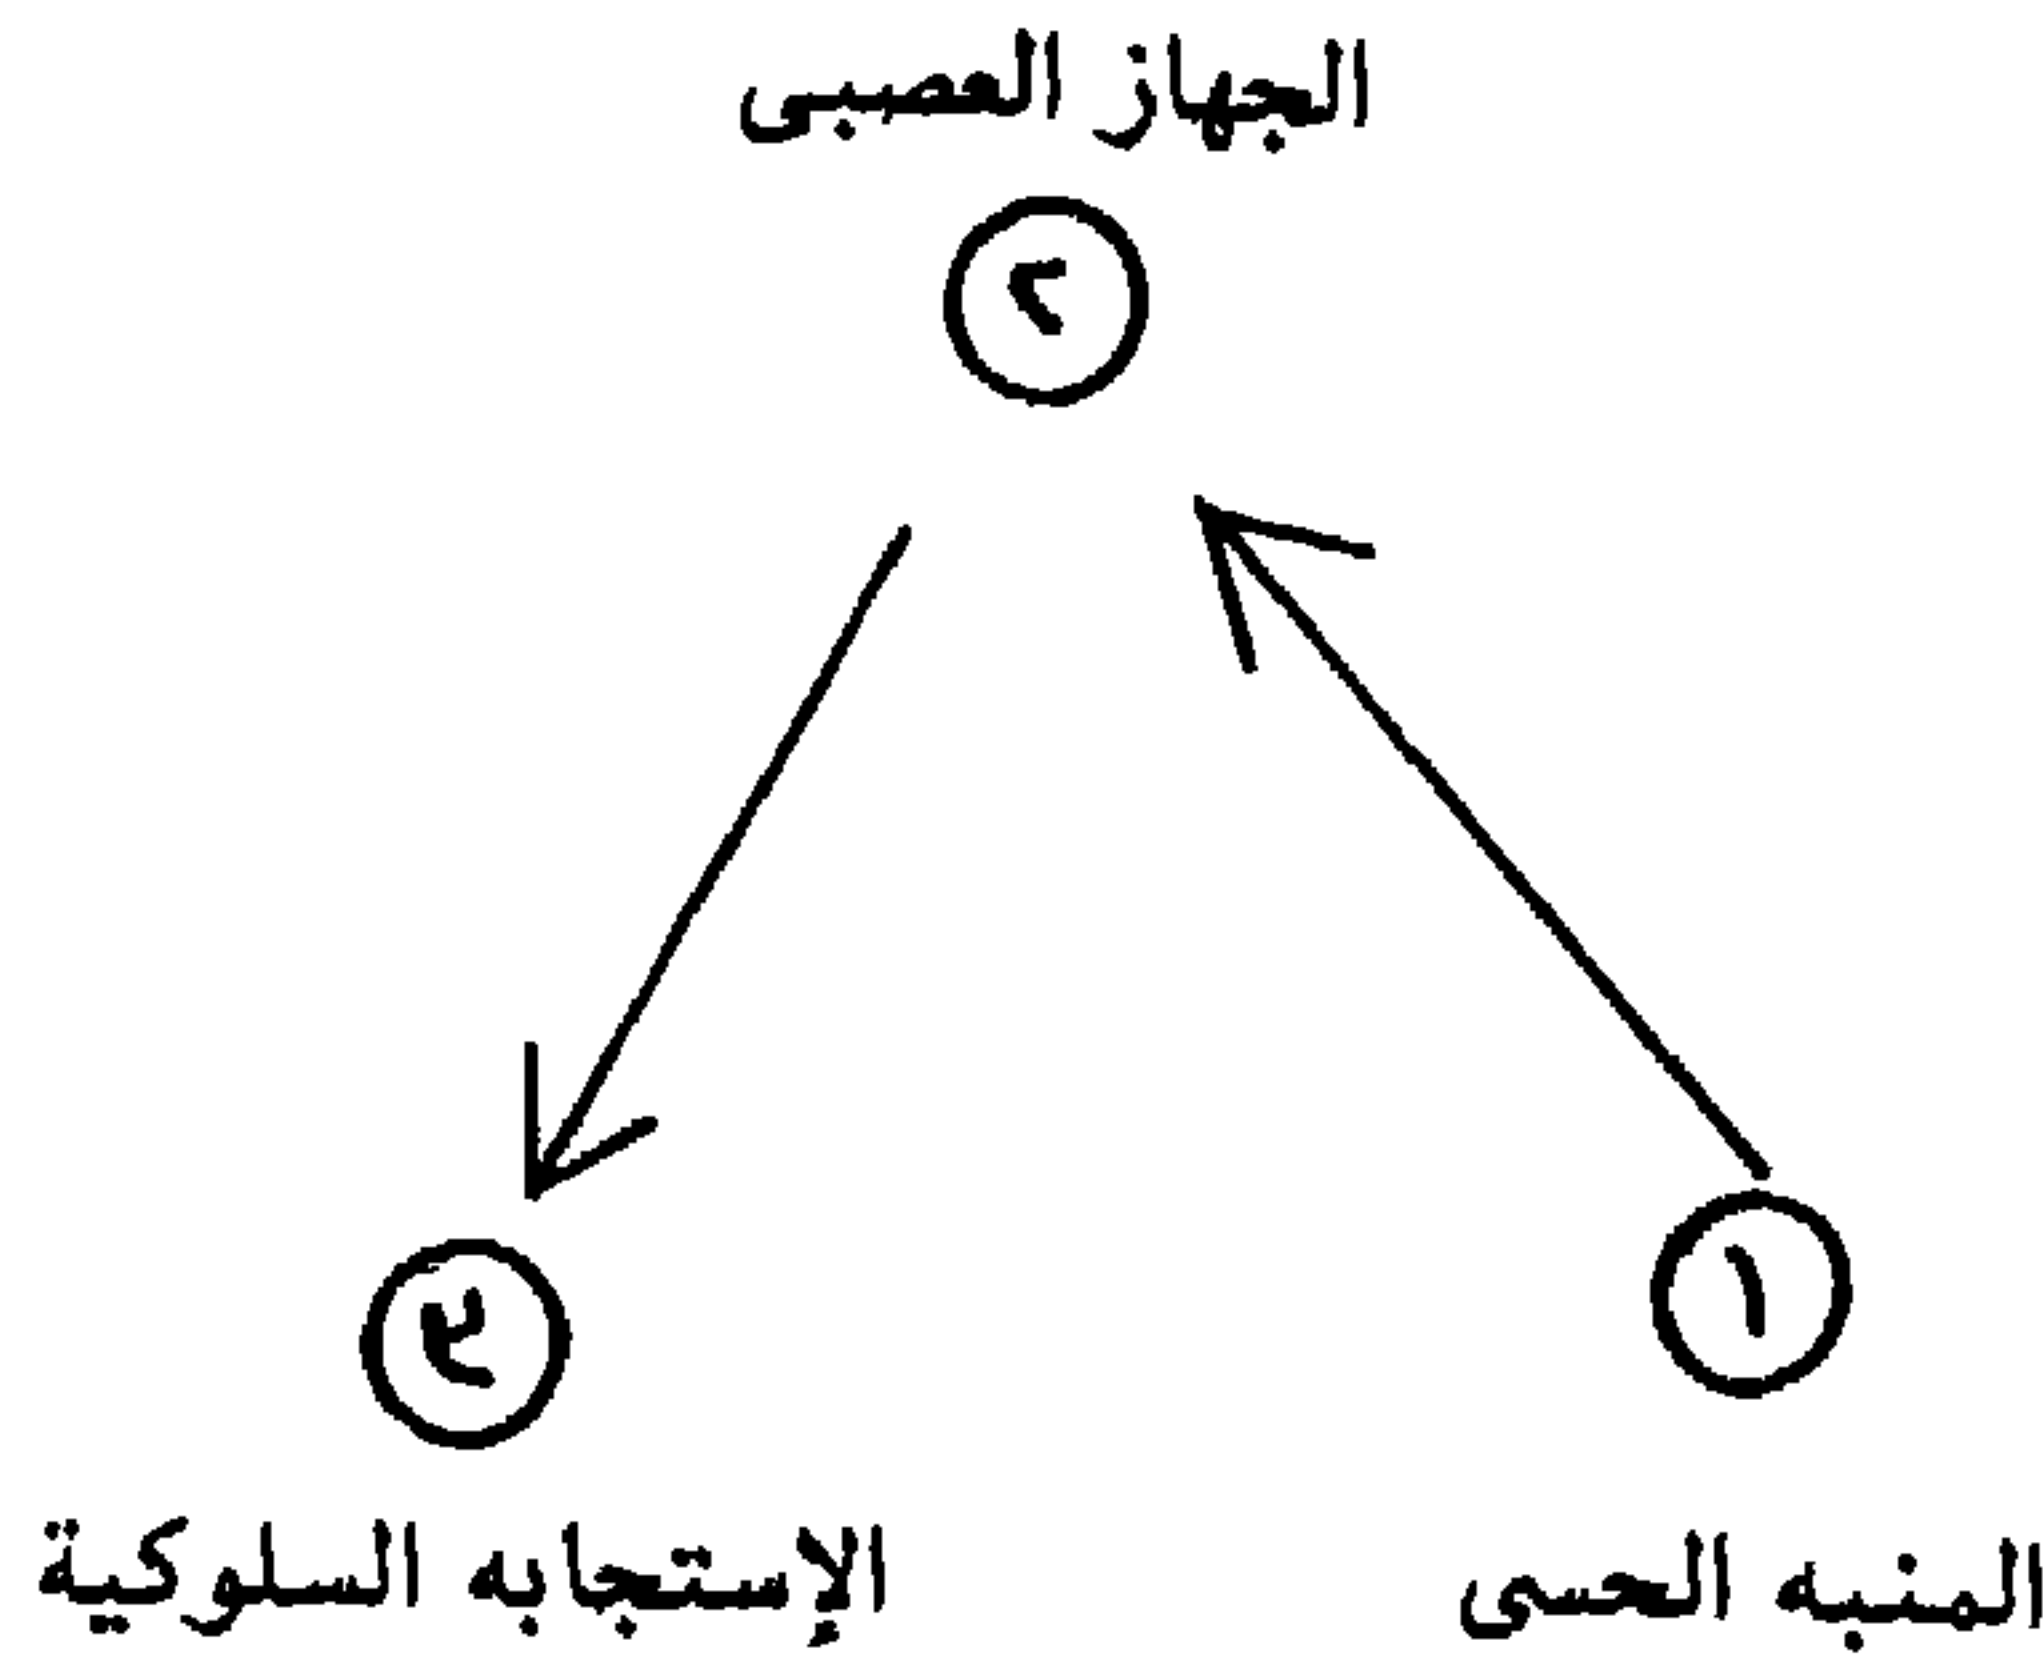 الجهاز العصبى
٢
١
٣
المنبه الحسى
الإستجابه السلوكية